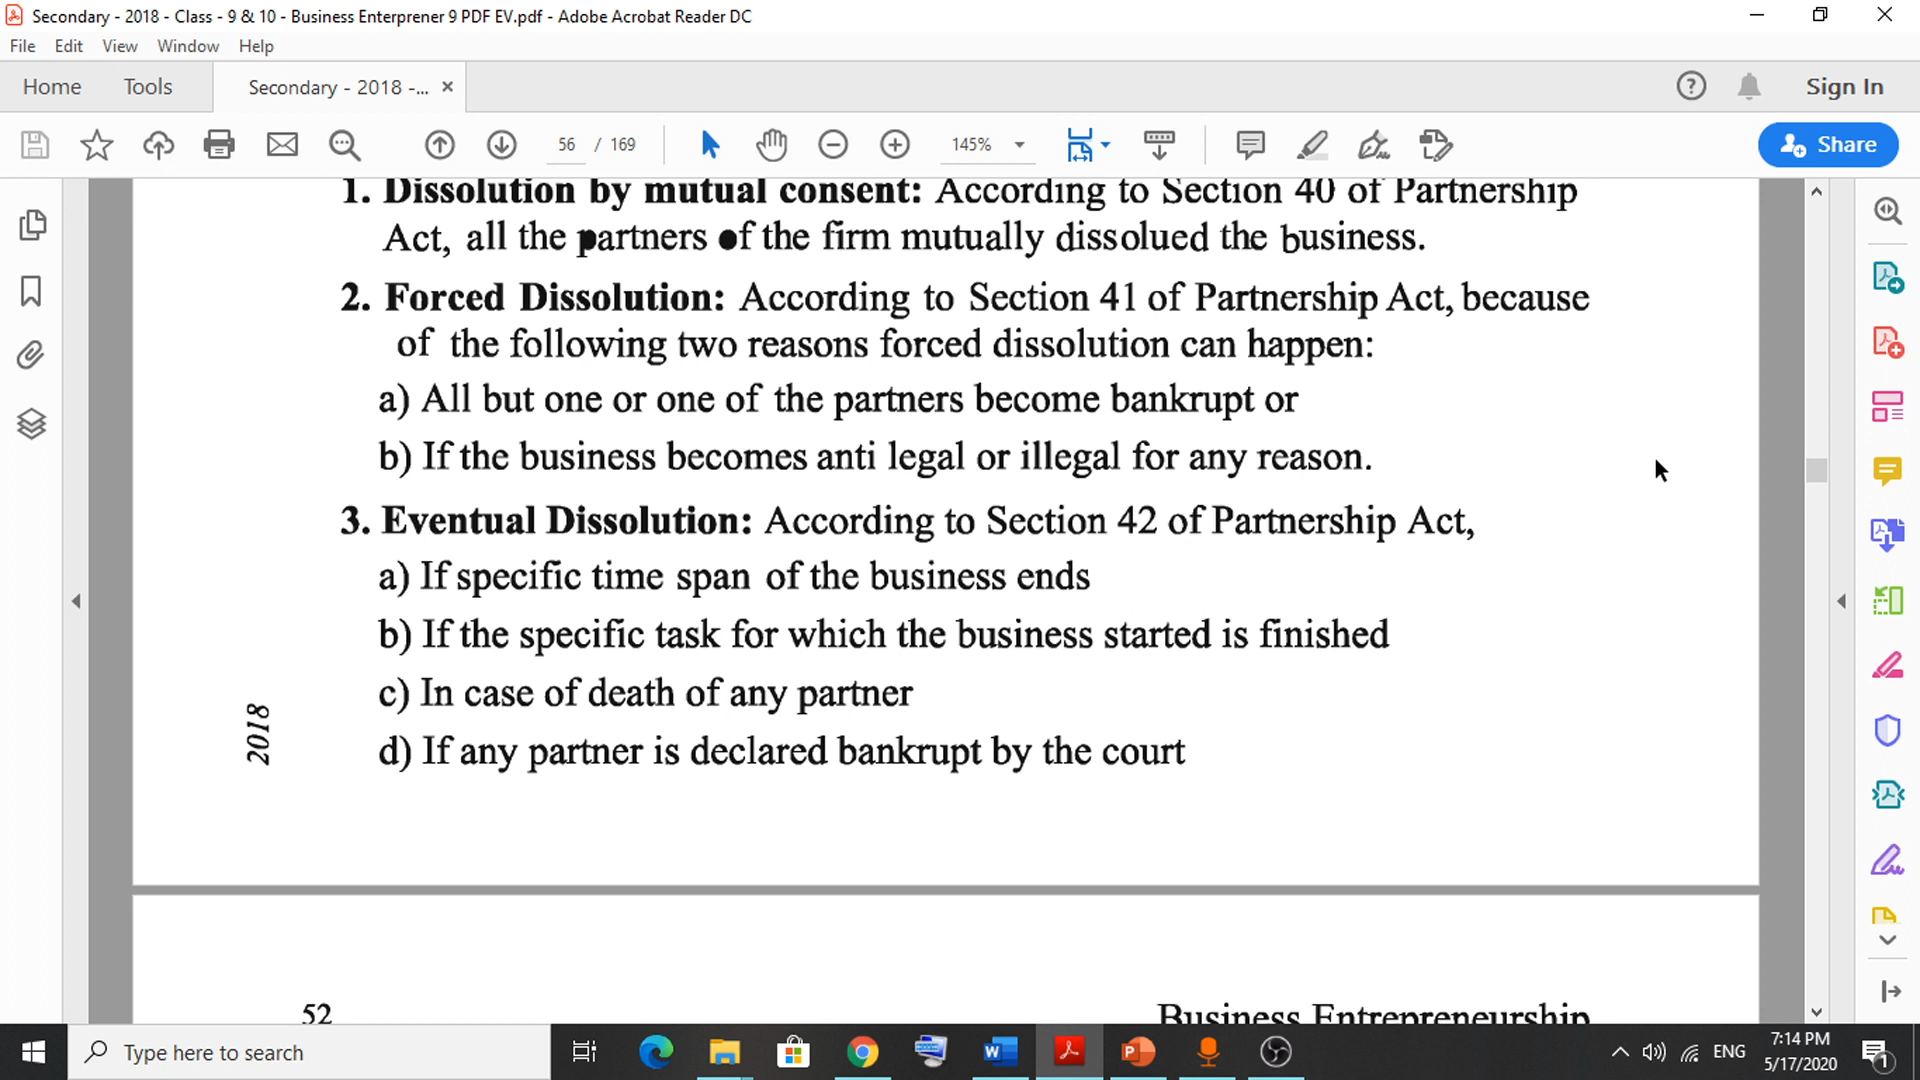 Secondary - 2018 - Class - 9 & 10 - Business Enterprener 9 PDF EV.pdf - Adobe Acrobat Reader DC
File Edit View Window Help
Home Tools Secondary - 2018 -... × Sign In
56 / 169 145% Share
1. Dissolution by mutual consent: According to Section 40 of Partnership
Act, all the partners of the firm mutually dissolued the business.
2. Forced Dissolution: According to Section 41 of Partnership Act, because
of the following two reasons forced dissolution can happen:
a) All but one or one of the partners become bankrupt or
b) If the business becomes anti legal or illegal for any reason.
3. Eventual Dissolution: According to Section 42 of Partnership Act,
a) If specific time span of the business ends
b) If the specific task for which the business started is finished
c) In case of death of any partner
d) If any partner is declared bankrupt by the court
2018
52 Business Entrepreneurship
Type here to search
ENG
7:14 PM
5/17/2020
1